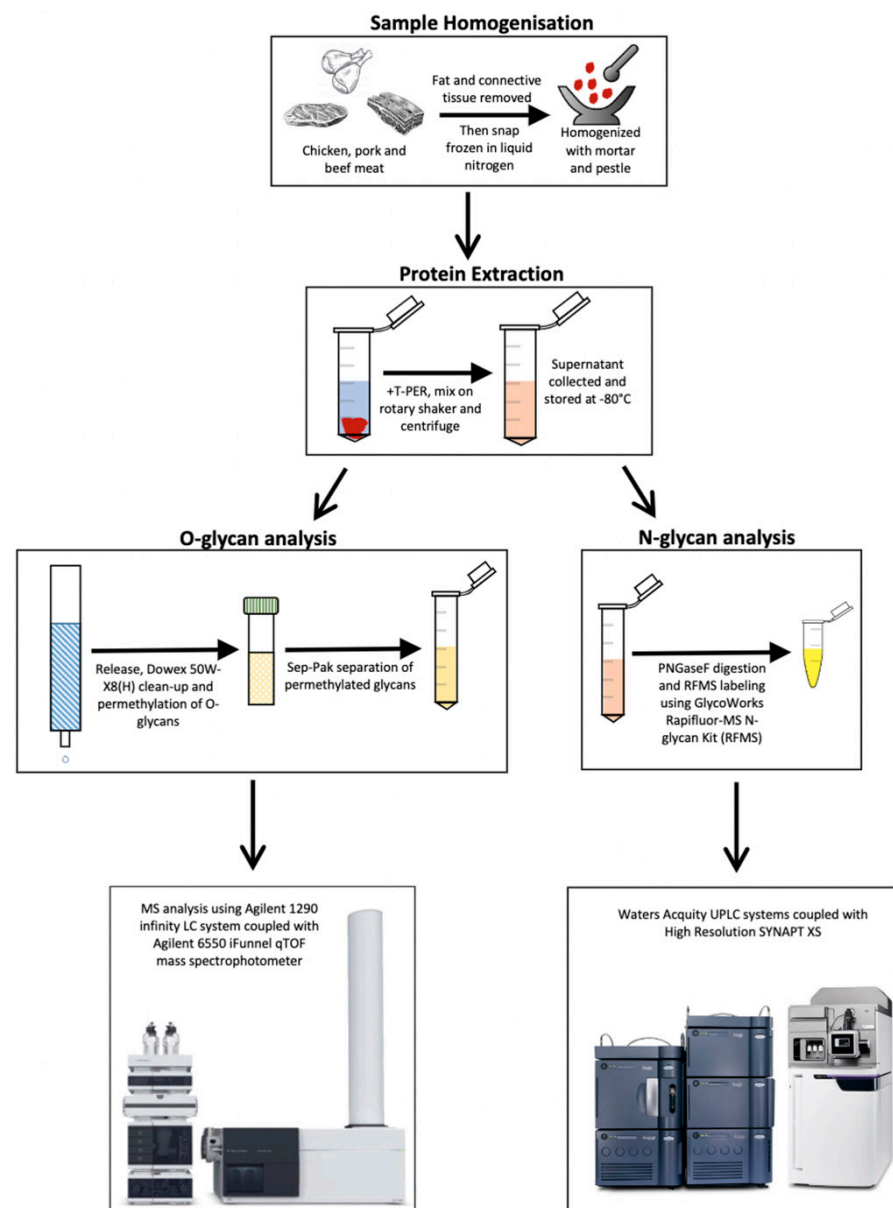 Sample Homogenisation
Fat and connective
tissue removed
Then snap
frozen in liquid
nitrogen
Chicken, pork and
beef meat
Homogenized
with mortar
and pestle
Protein Extraction
+T-PER, mix on
rotary shaker and
centrifuge
Supernatant
collected and
stored at -80°C
O-glycan analysis
Release, Dowex 50W-
X8(H) clean-up and
permethylation of O-
glycans
Sep-Pak separation of
permethylated glycans
N-glycan analysis
PNGaseF digestion
and RFMS labeling
using GlycoWorks
Rapifluor-MS N-
glycan Kit (RFMS)
MS analysis using Agilent 1290
infinity LC system coupled with
Agilent 6550 iFunnel qTOF
mass spectrophotometer
Waters Acquity UPLC systems coupled with
High Resolution SYNAPT XS